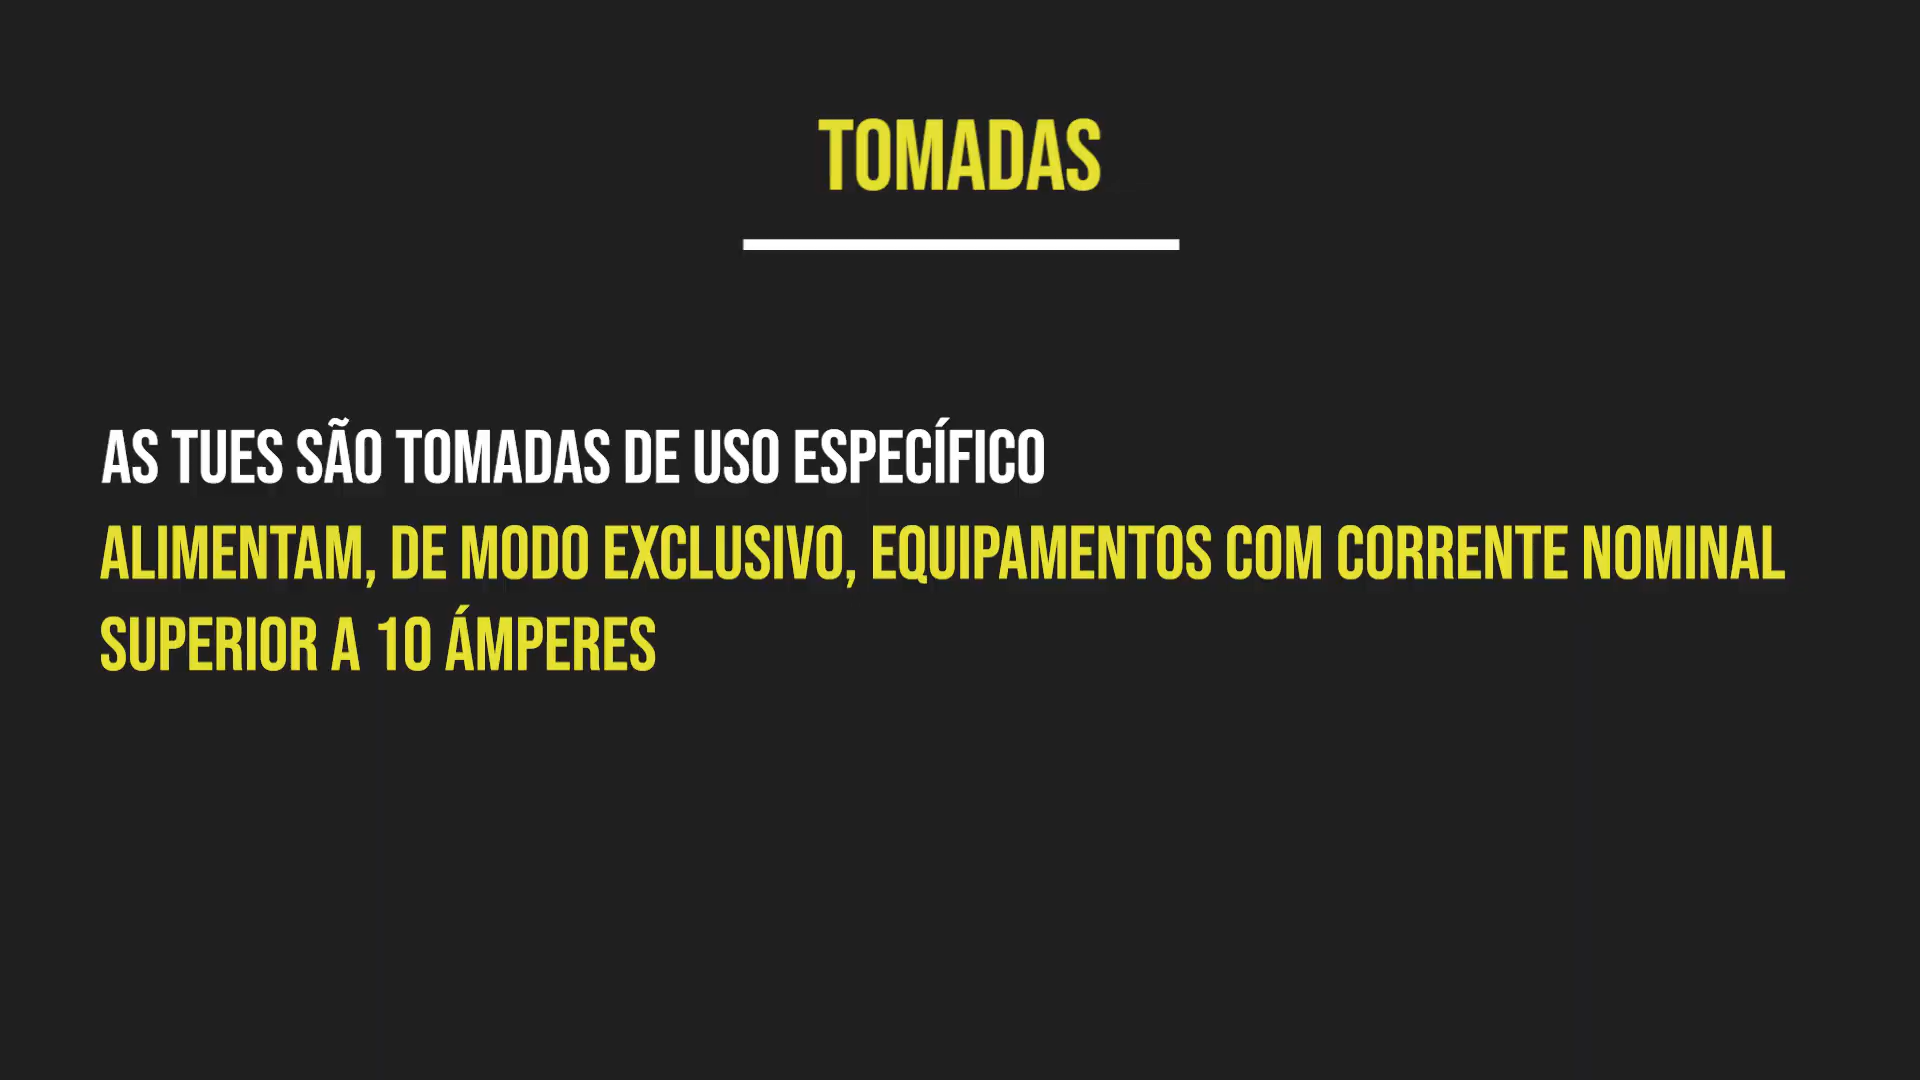 TOMADAS
AS TUES SÃO TOMADAS DE USO ESPECÍFICO
ALIMENTAM, DE MODO EXCLUSIVO, EQUIPAMENTOS COM CORRENTE NOMINAL
SUPERIOR A 10 ÁMPERES